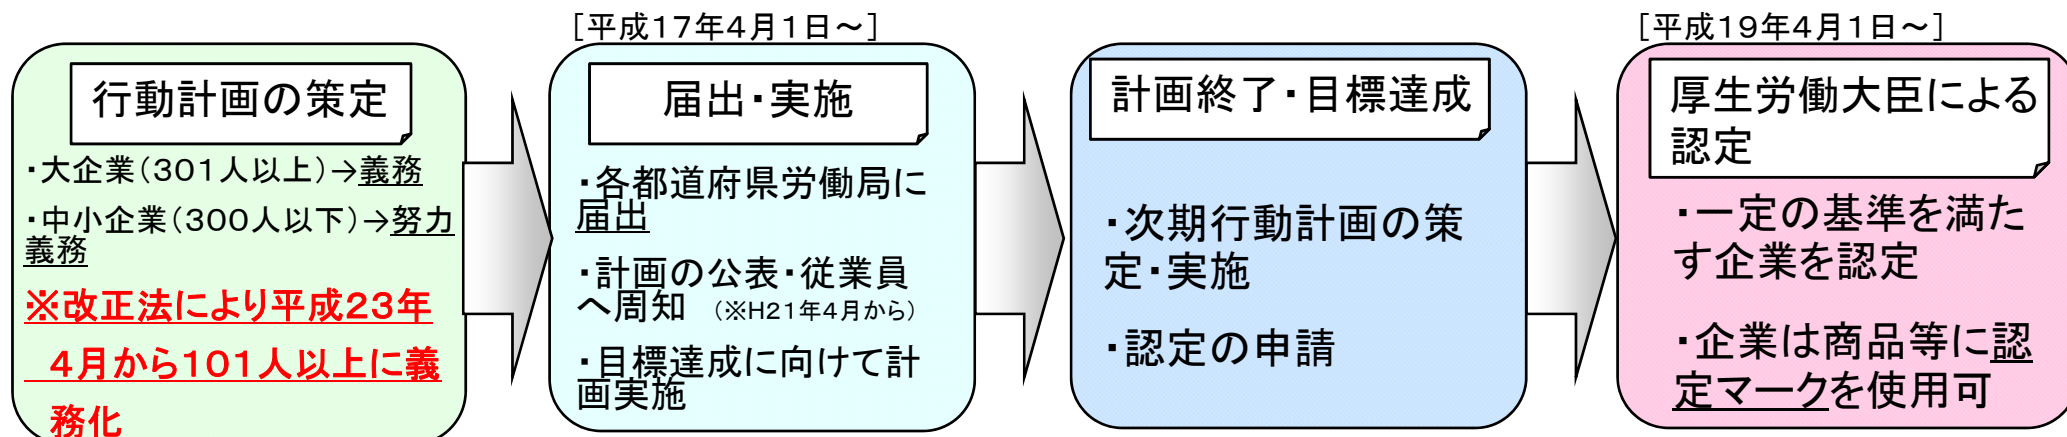 行動計画の策定
・大企業(301人以上)→義務
・中小企業(300人以下)→努力
義務
※改正法により平成23年
4月から101人以上に義
務化
[平成17年4月1日～]
届出・実施
・各都道府県労働局に
届出
・計画の公表・従業員
へ周知 (※H21年4月から)
・目標達成に向けて計
画実施
計画終了・目標達成
・次期行動計画の策
定・実施
・認定の申請
[平成19年4月1日～]
厚生労働大臣による
認定
・一定の基準を満た
す企業を認定
・企業は商品等に認
定マークを使用可